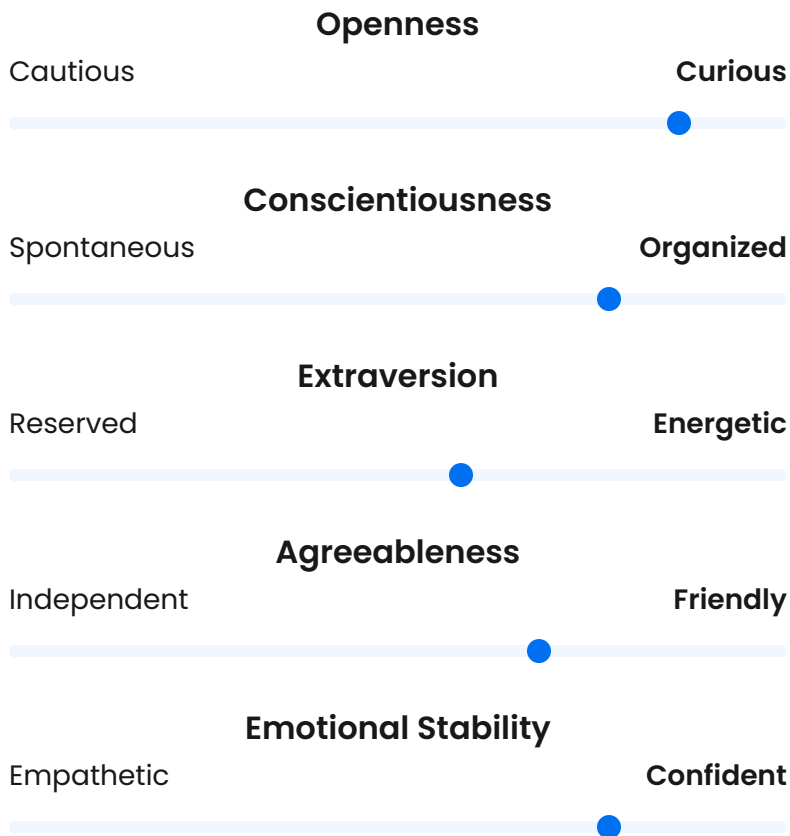 Openness
Cautious Curious
Conscientiousness
Spontaneous Organized
Extraversion
Reserved Energetic
Agreeableness
Independent Friendly
Emotional Stability
Empathetic Confident